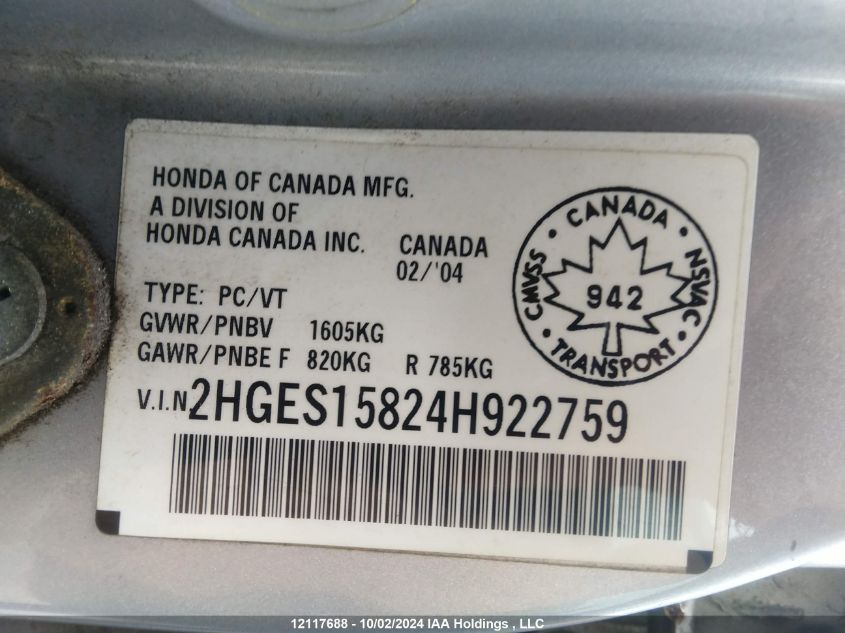 HONDA OF CANADA MFG.
A DIVISION OF
HONDA CANADA INC.
CANADA
02/'04
TYPE: PC/VT
GVWR/PNBV 1605KG
GAWR/PNBE F 820KG R 785KG
V.I.N. 2HGES15824H922759
CANADA • NSVAC • TRANSPORT • CMVSS •
942
12117688 - 10/02/2024 IAA Holdings , LLC